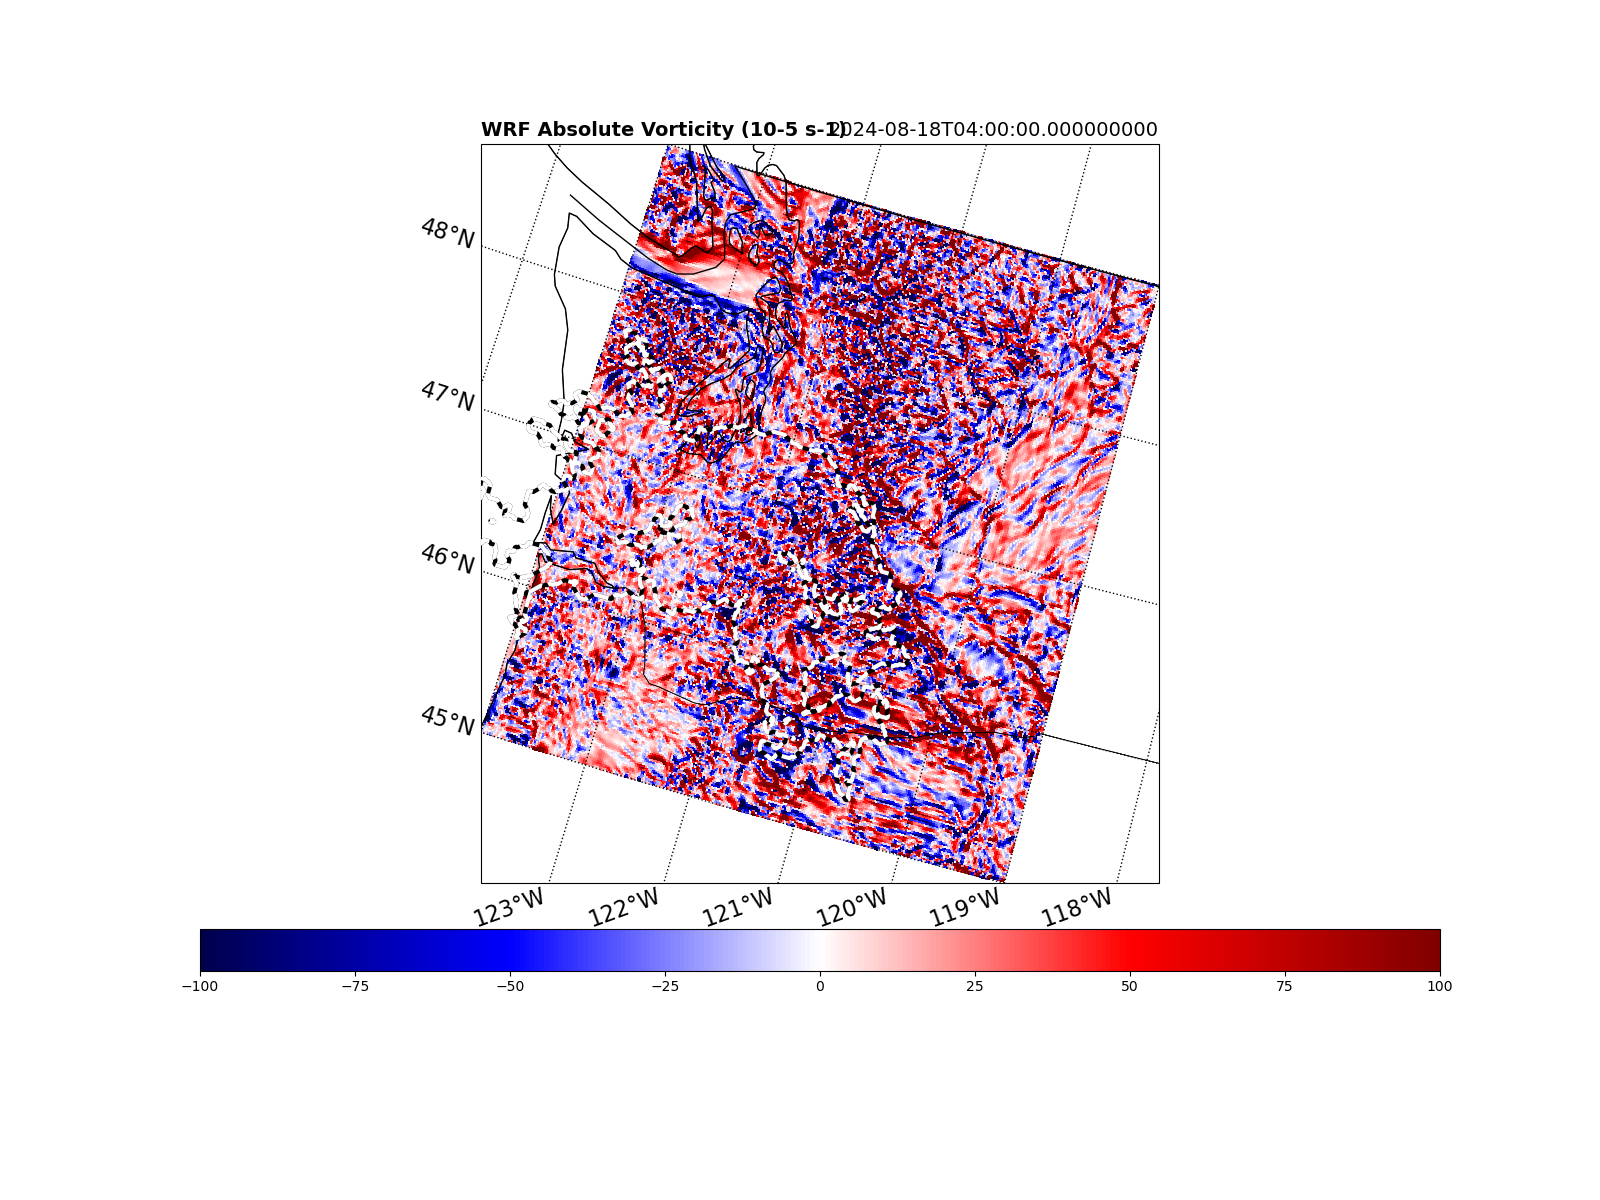 WRF Absolute Vorticity (10-5 s-1)
2024-08-18T04:00:00.000000000
48°N
47°N
46°N
45°N
123°W 122°W 121°W 120°W 119°W 118°W
−100 −75 −50 −25 0 25 50 75 100